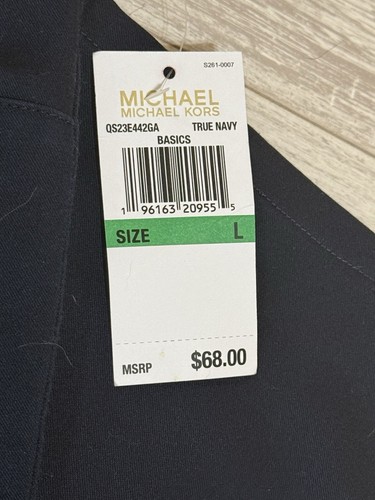 S261-0007
MICHAEL
MICHAEL KORS
QS23E442GA TRUE NAVY
BASICS
1 96163 20955 5
SIZE L
MSRP $68.00